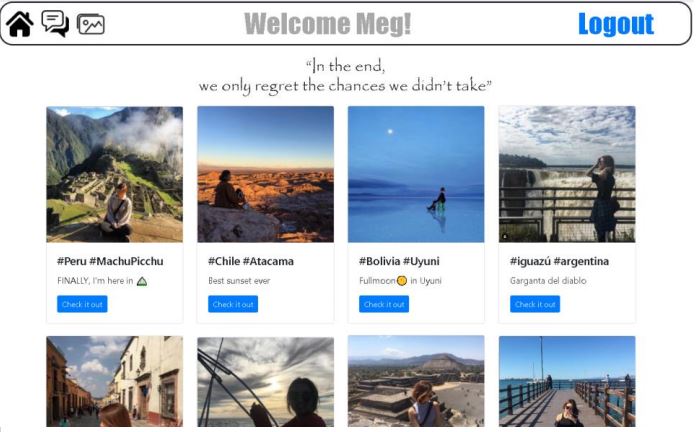 Welcome Meg!
Logout
“In the end,
we only regret the chances we didn’t take”
#Peru #MachuPicchu
FINALLY, I'm here in
Check it out
#Chile #Atacama
Best sunset ever
Check it out
#Bolivia #Uyuni
Fullmoon🌕 in Uyuni
Check it out
#iguazú #argentina
Garganta del diablo
Check it out